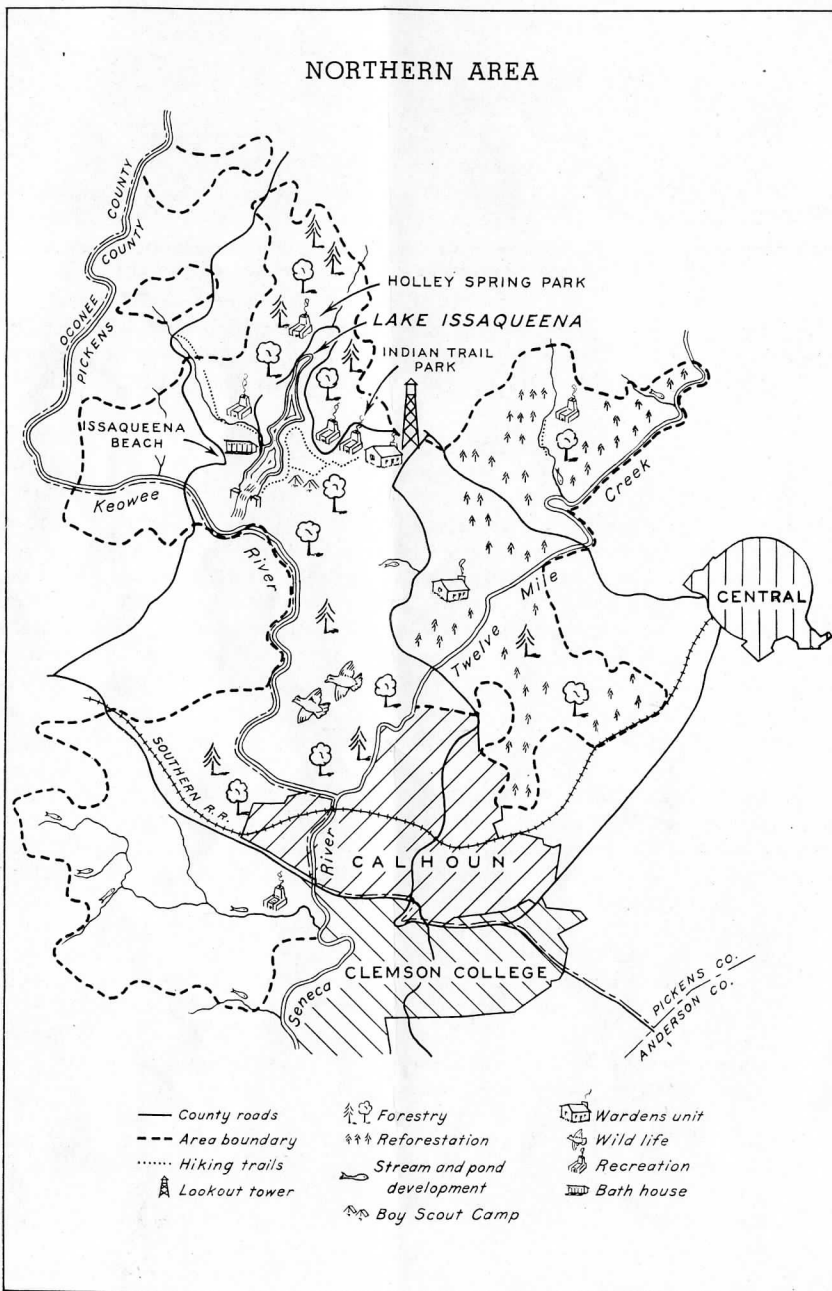 NORTHERN AREA
OCONEE COUNTY
PICKENS COUNTY
HOLLEY SPRING PARK
LAKE ISSAQUEENA
INDIAN TRAIL
PARK
ISSAQUEENA
BEACH
Keowee
River
Creek
Mile
Twelve
CENTRAL
SOUTHERN R.R.
River
CALHOUN
CLEMSON COLLEGE
Seneca
PICKENS CO.
ANDERSON CO.
County roads
Area boundary
Hiking trails
Lookout tower
Forestry
Reforestation
Stream and pond
development
Boy Scout Camp
Wardens unit
Wild life
Recreation
Bath house